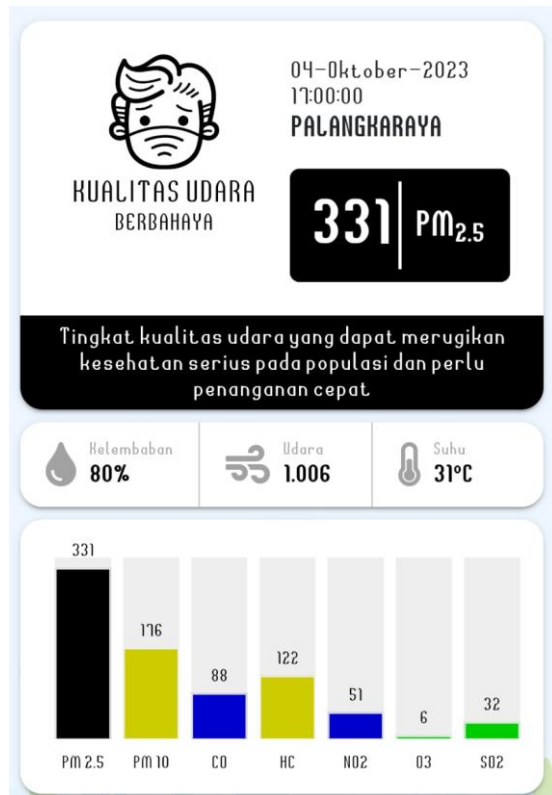 04-Oktober-2023
17:00:00
PALANGKARAYA
KUALITAS UDARA
BERBAHAYA
331 PM2.5
Tingkat kualitas udara yang dapat merugikan
kesehatan serius pada populasi dan perlu
penanganan cepat
Kelembaban
80%
Udara
1.006
Suhu
31°C
331
176
88
122
51
6
32
PM 2.5 PM 10 CO HC NO2 O3 SO2